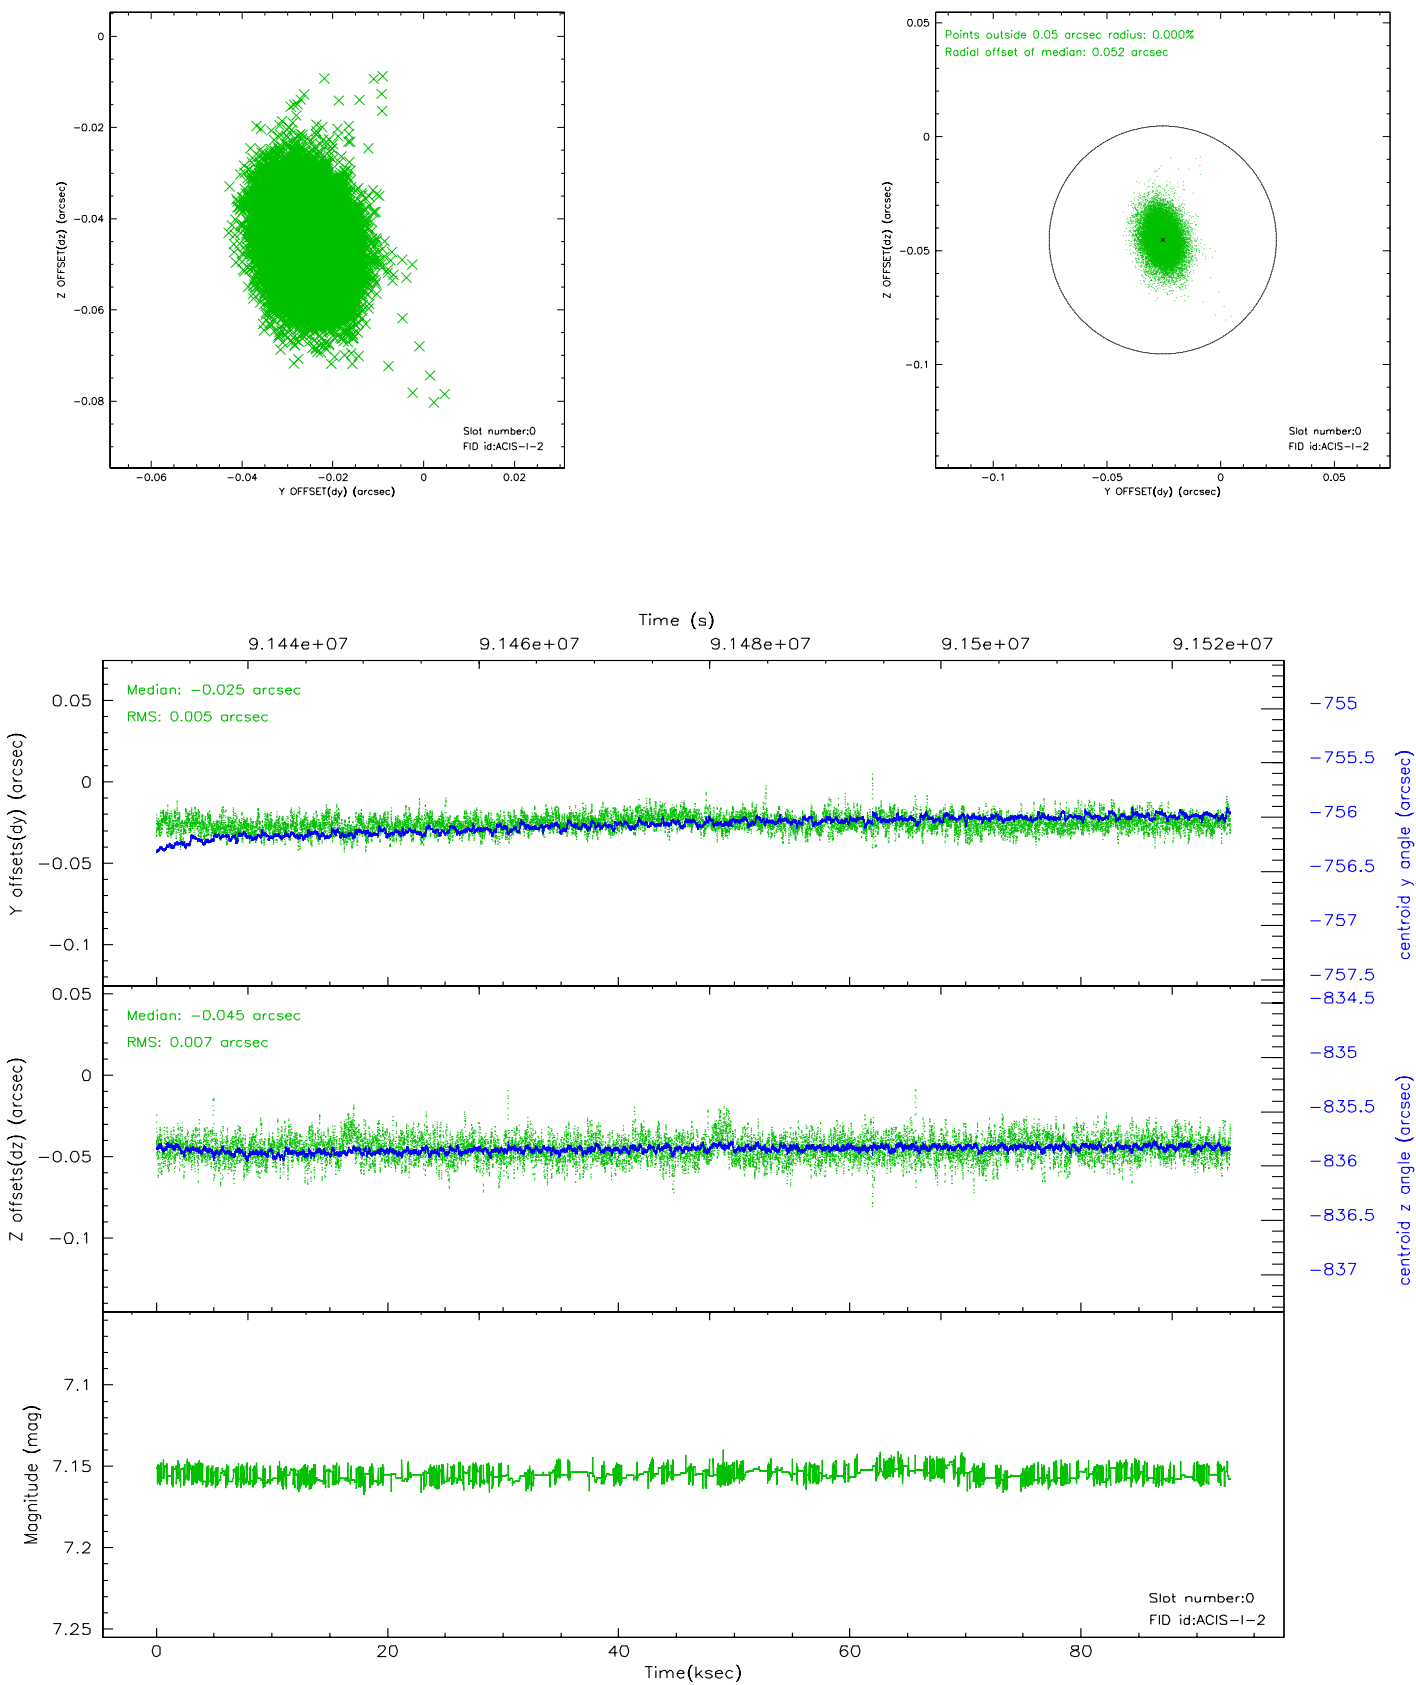 0
−0.02
−0.04
−0.06
−0.08
Z OFFSET(dz) (arcsec)
Slot number:0
FID id:ACIS−I−2
−0.06 −0.04 −0.02 0 0.02
Y OFFSET(dy) (arcsec)
Points outside 0.05 arcsec radius: 0.000%
Radial offset of median: 0.052 arcsec
0.05
0
−0.05
−0.1
Z OFFSET(dz) (arcsec)
Slot number:0
FID id:ACIS−I−2
−0.1 −0.05 0 0.05
Y OFFSET(dy) (arcsec)
Time (s)
9.144e+07 9.146e+07 9.148e+07 9.15e+07 9.152e+07
Median: −0.025 arcsec
RMS: 0.005 arcsec
0.05
0
−0.05
−0.1
Y offsets(dy) (arcsec)
−755
−755.5
−756
−756.5
−757
−757.5
centroid y angle (arcsec)
Median: −0.045 arcsec
RMS: 0.007 arcsec
0.05
0
−0.05
−0.1
Z offsets(dz) (arcsec)
−834.5
−835
−835.5
−836
−836.5
−837
centroid z angle (arcsec)
7.1
7.15
7.2
7.25
Magnitude (mag)
Slot number:0
FID id:ACIS−I−2
0 20 40 60 80
Time(ksec)